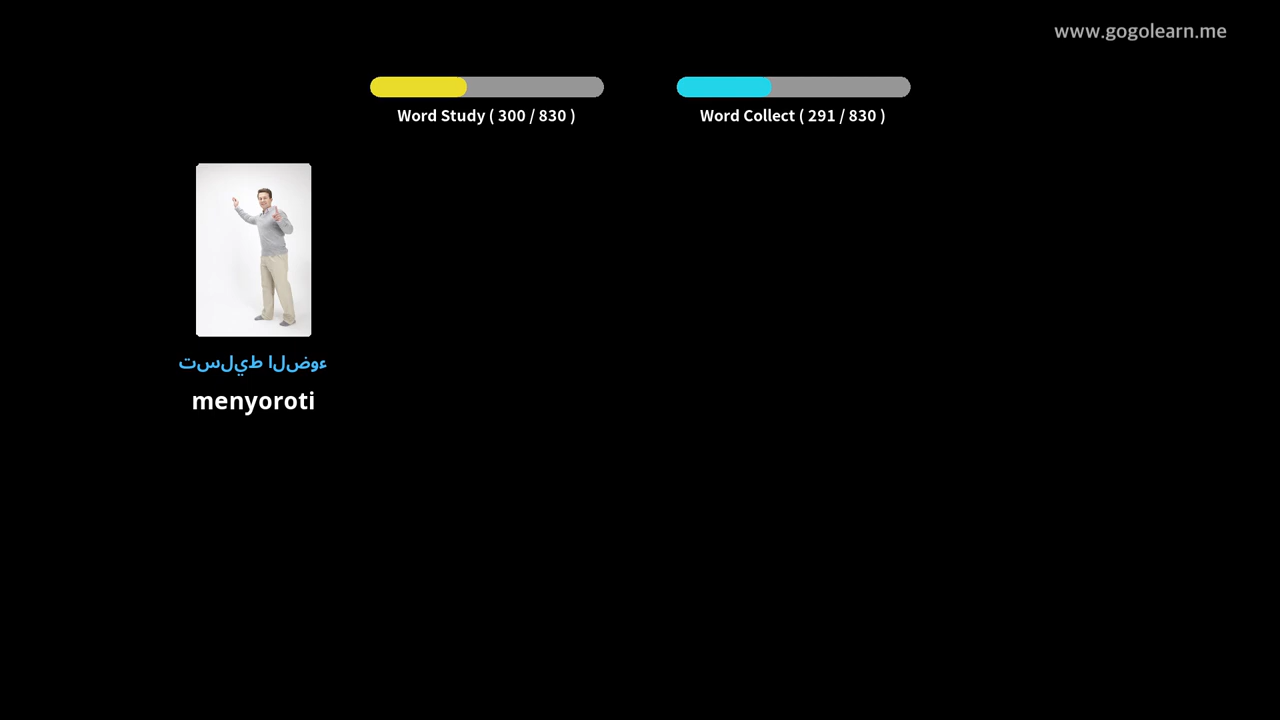 www.gogolearn.me
Word Study ( 300 / 830 )
Word Collect ( 291 / 830 )
تسليط الضوء
menyoroti